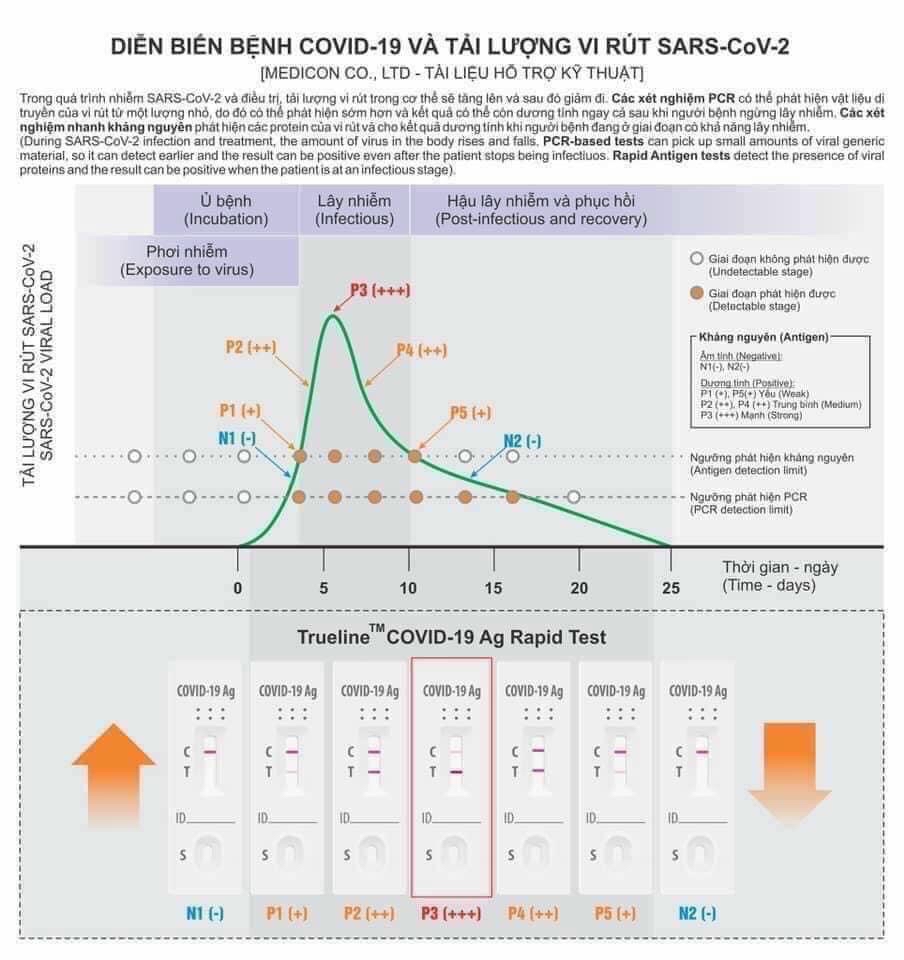 DIỄN BIẾN BỆNH COVID-19 VÀ TẢI LƯỢNG VI RÚT SARS-CoV-2
[MEDICON CO., LTD - TÀI LIỆU HỖ TRỢ KỸ THUẬT]
Trong quá trình nhiễm SARS-CoV-2 và điều trị, tải lượng vi rút trong cơ thể sẽ tăng lên và sau đó giảm đi. Các xét nghiệm PCR có thể phát hiện vật liệu di
truyền của vi rút từ một lượng nhỏ, do đó có thể phát hiện sớm hơn và kết quả có thể còn dương tính ngay cả sau khi người bệnh ngừng lây nhiễm. Các xét
nghiệm nhanh kháng nguyên phát hiện các protein của vi rút và cho kết quả dương tính khi người bệnh đang ở giai đoạn có khả năng lây nhiễm.
(During SARS-CoV-2 infection and treatment, the amount of virus in the body rises and falls. PCR-based tests can pick up small amounts of viral generic
material, so it can detect earlier and the result can be positive even after the patient stops being infectiuos. Rapid Antigen tests detect the presence of viral
proteins and the result can be positive when the patient is at an infectious stage).
Ủ bệnh
(Incubation)
Lây nhiễm
(Infectious)
Hậu lây nhiễm và phục hồi
(Post-infectious and recovery)
Phơi nhiễm
(Exposure to virus)
TẢI LƯỢNG VI RÚT SARS-CoV-2
SARS-CoV-2 VIRAL LOAD
P3 (+++)
P2 (++)
P4 (++)
P1 (+)
P5 (+)
N1 (-)
N2 (-)
Giai đoạn không phát hiện được
(Undetectable stage)
Giai đoạn phát hiện được
(Detectable stage)
Kháng nguyên (Antigen)
Âm tính (Negative):
N1(-), N2(-)
Dương tính (Positive):
P1 (+), P5(+) Yếu (Weak)
P2 (++), P4 (++) Trung bình (Medium)
P3 (+++) Mạnh (Strong)
Ngưỡng phát hiện kháng nguyên
(Antigen detection limit)
Ngưỡng phát hiện PCR
(PCR detection limit)
0 5 10 15 20 25
Thời gian - ngày
(Time - days)
Trueline™ COVID-19 Ag Rapid Test
COVID-19 Ag COVID-19 Ag COVID-19 Ag COVID-19 Ag COVID-19 Ag COVID-19 Ag COVID-19 Ag
C C C C C C C
T T T T T T T
ID ID ID ID ID ID ID
S S S S S S S
N1 (-) P1 (+) P2 (++) P3 (+++) P4 (++) P5 (+) N2 (-)